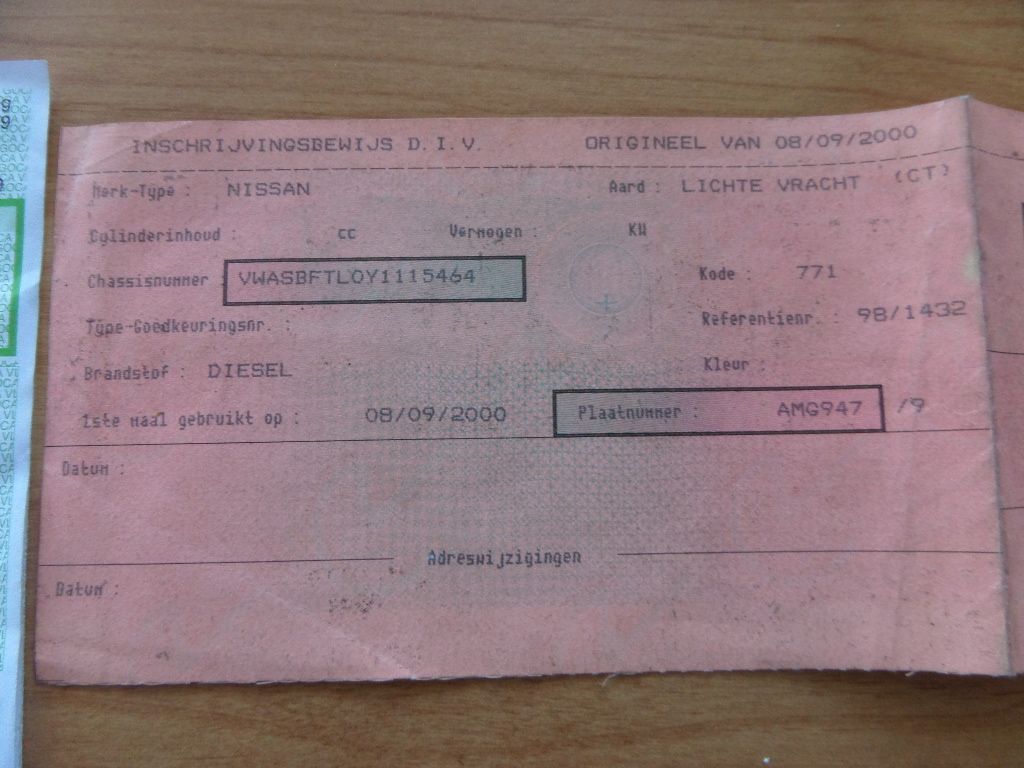 INSCHRIJVINGSBEWIJS D.I.V. ORIGINEEL VAN 08/09/2000
Merk-Type : NISSAN Aard : LICHTE VRACHT (CT)
Cylinderinhoud : cc Vermogen : KW
Chassisnummer VWASBFTLOY1115464 Kode : 771
Type-Goedkeuringsnr. : Referentienr. : 98/1432
Brandstof : DIESEL Kleur :
1ste maal gebruikt op : 08/09/2000 Plaatnummer : AMG947 /9
Datum :
Adreswijzigingen
Datum :